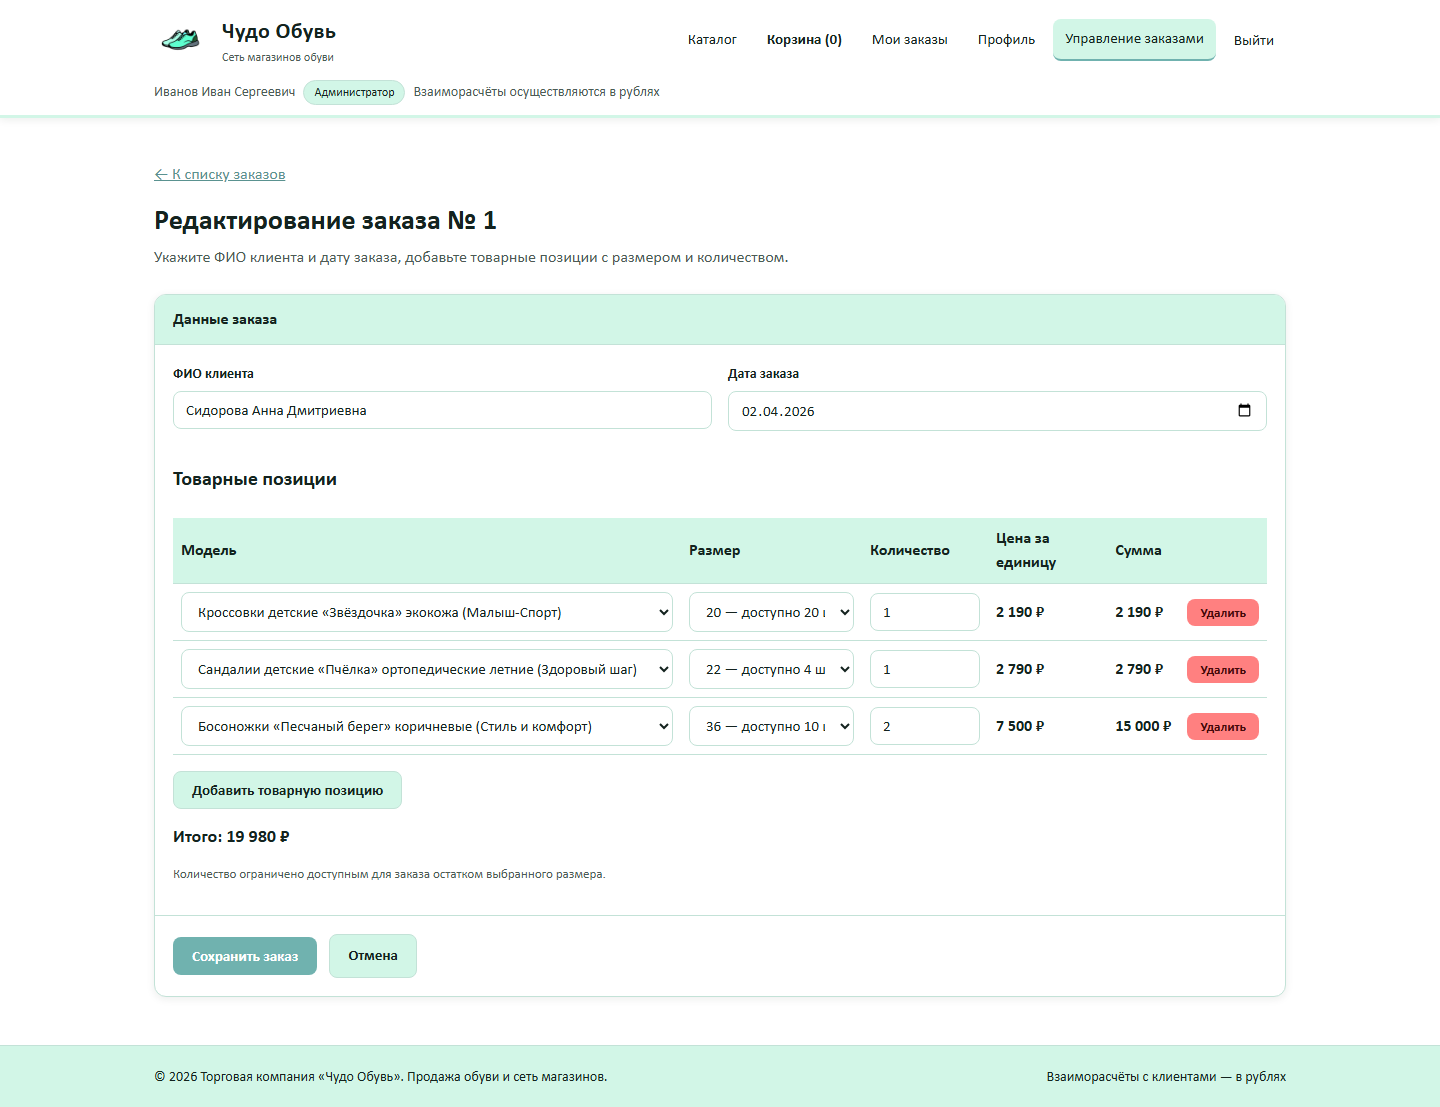 Чудо Обувь
Сеть магазинов обуви
Каталог
Корзина (0)
Мои заказы
Профиль
Управление заказами
Выйти
Иванов Иван Сергеевич
Администратор
Взаиморасчёты осуществляются в рублях
← К списку заказов
Редактирование заказа № 1
Укажите ФИО клиента и дату заказа, добавьте товарные позиции с размером и количеством.
Данные заказа
ФИО клиента
Дата заказа
Сидорова Анна Дмитриевна
02.04.2026
Товарные позиции
Модель
Размер
Количество
Цена за
единицу
Сумма
Кроссовки детские «Звёздочка» экокожа (Малыш-Спорт)
20 — доступно 20
1
2 190 ₽
2 190 ₽
Удалить
Сандалии детские «Пчёлка» ортопедические летние (Здоровый шаг)
22 — доступно 4 ш
1
2 790 ₽
2 790 ₽
Удалить
Босоножки «Песчаный берег» коричневые (Стиль и комфорт)
36 — доступно 10
2
7 500 ₽
15 000 ₽
Удалить
Добавить товарную позицию
Итого: 19 980 ₽
Количество ограничено доступным для заказа остатком выбранного размера.
Сохранить заказ
Отмена
© 2026 Торговая компания «Чудо Обувь». Продажа обуви и сеть магазинов.
Взаиморасчёты с клиентами — в рублях